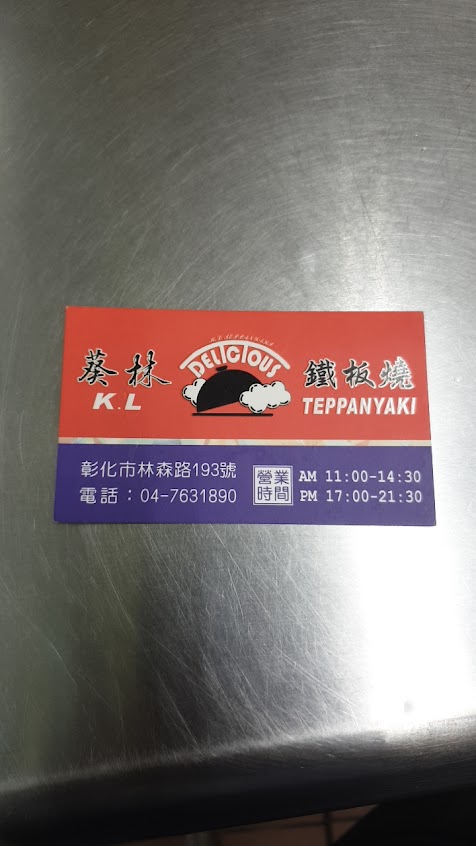 葵林
K.L
K.L TEPPANYAKI
DELICIOUS
鐵板燒
TEPPANYAKI
彰化市林森路193號
電話：04-7631890
營業時間
AM 11:00-14:30
PM 17:00-21:30